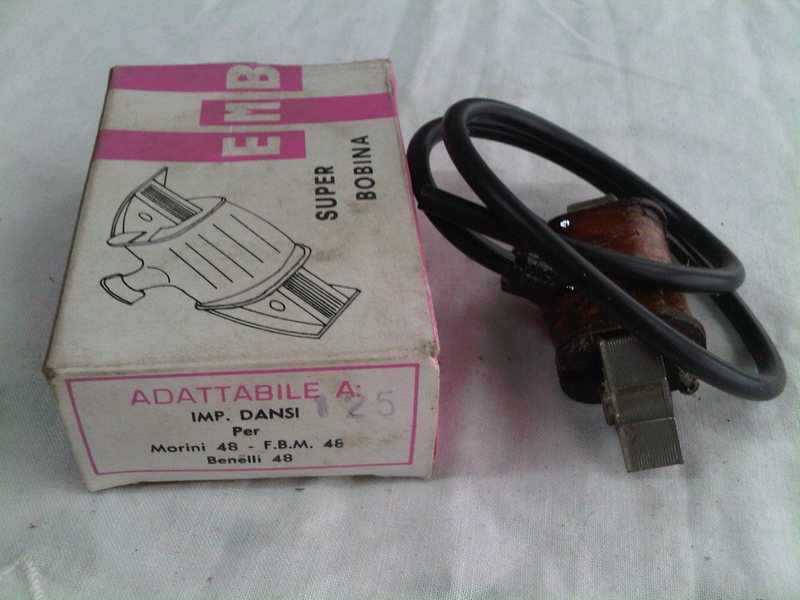 EMB
SUPER
BOBINA
ADATTABILE A:
IMP. DANSI 125
Per
Morini 48 - F.B.M. 48
Benelli 48